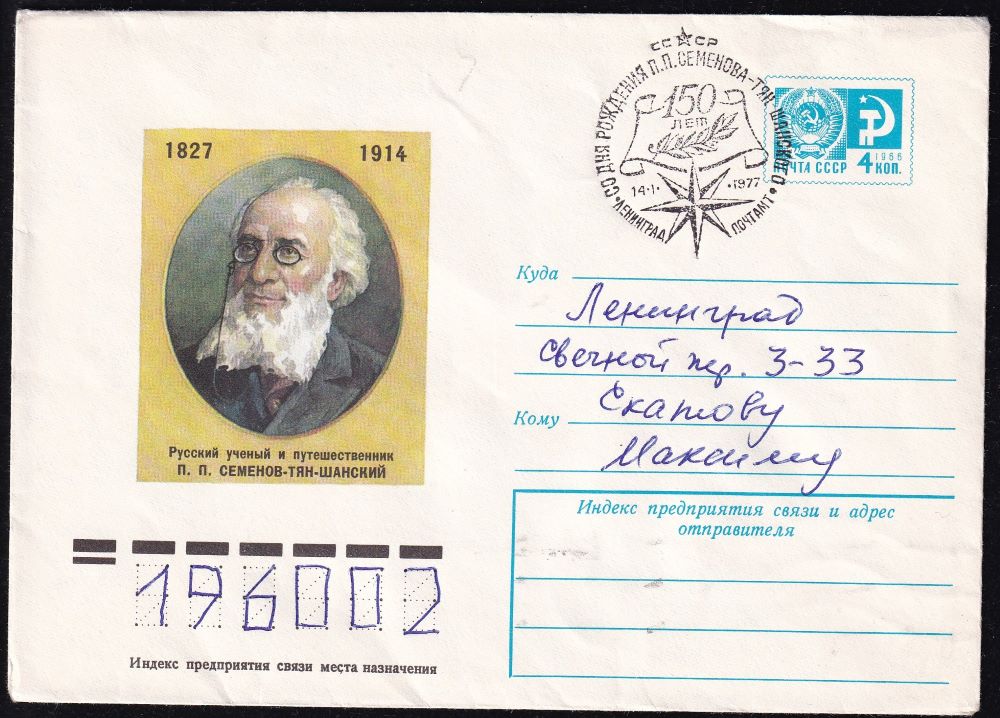 СССР
СО ДНЯ РОЖДЕНИЯ П.П.СЕМЕНОВА-ТЯН-ШАНСКОГО
150
ЛЕТ
14·1· ·1977
ЛЕНИНГРАД ПОЧТАМТ
1966
ПОЧТА СССР 4 КОП.
1827 1914
Русский ученый и путешественник
П. П. СЕМЕНОВ-ТЯН-ШАНСКИЙ
Куда
Ленинград
Свечной пер. 3-33
Кому
Екатову
Максиму
Индекс предприятия связи и адрес
отправителя
196002
Индекс предприятия связи места назначения